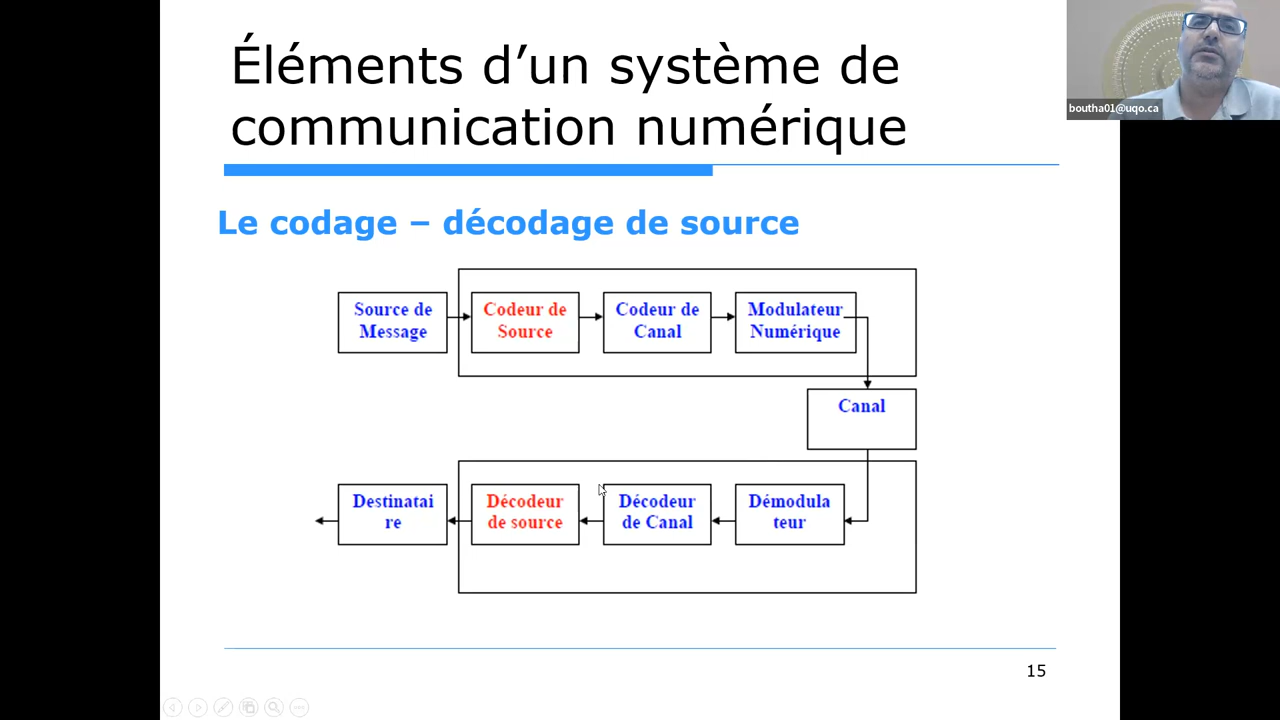 Éléments d’un système de
communication numérique
boutha01@uqo.ca
Le codage – décodage de source
Source de
Message
Codeur de
Source
Codeur de
Canal
Modulateur
Numérique
Canal
Destinatai
re
Décodeur
de source
Décodeur
de Canal
Démodula
teur
15